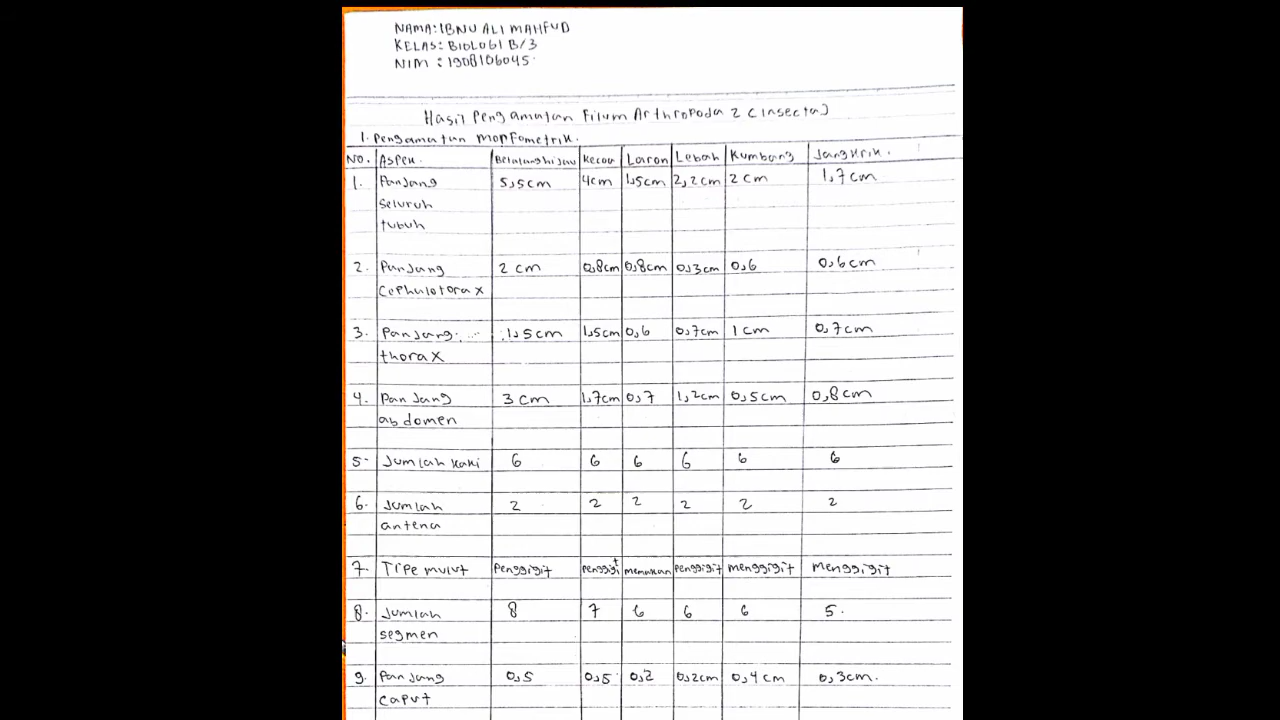 NAMA: IBNU ALI MAHFUD
KELAS: BIOLOGI B/3
NIM : 1908106045
Hasil Pengamatan Filum Arthropoda 2 (insecta)
1. Pengamatan mopfometrik.
NO. Aspek. Belalang hijau Kecoa Laron Lebah Kumbang Jangkrik.
1. Panjang 5,5cm 4cm 1,5cm 2,2cm 2cm 1,7cm
seluruh
tubuh
2. Panjang 2 cm 0,8cm 0,8cm 0,3cm 0,6 0,6cm
Cephalotorax
3. Panjang 1,5cm 1,5cm 0,6 0,7cm 1cm 0,7cm
thorax
4. Panjang 3 cm 1,7cm 0,7 1,2cm 0,5cm 0,8cm
abdomen
5. Jumlah kaki 6 6 6 6 6 6
6. Jumlah 2 2 2 2 2 2
antena
7. Tipe mulut Penggigit Penggigit memakan penggigit menggigit menggigit
8. Jumlah 8 7 6 6 6 5.
segmen
9. Panjang 0,5 0,5 0,2 0,2cm 0,4cm 0,3cm.
caput